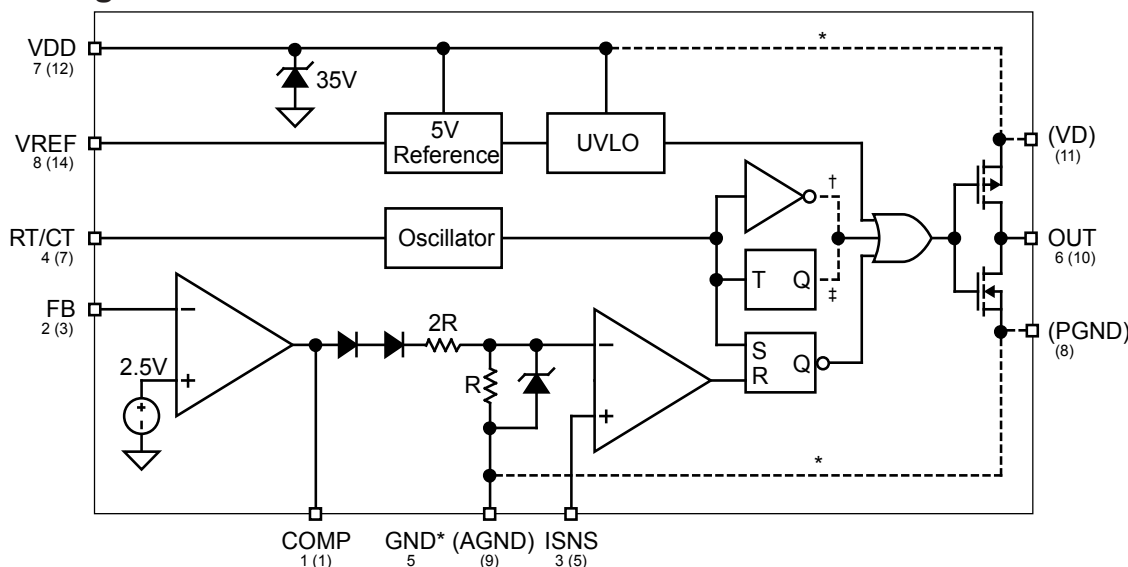 VDD
7 (12)
*
35V
VREF
8 (14)
5V
Reference
UVLO
(VD)
(11)
†
RT/CT
4 (7)
Oscillator
OUT
6 (10)
T Q
‡
FB
2 (3)
2R
(PGND)
(8)
2.5V
−
+
+
−
R
−
+
S
R
Q
*
COMP
1 (1)
GND*
5
(AGND)
(9)
ISNS
3 (5)